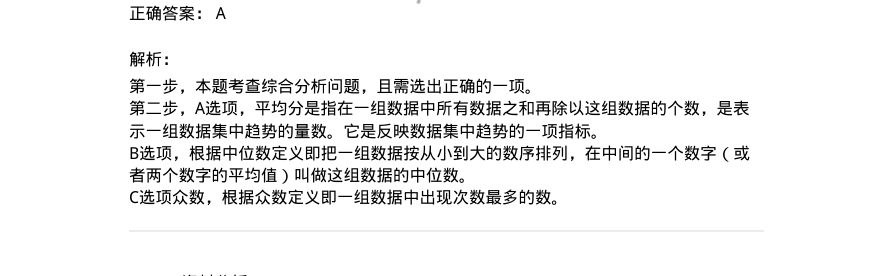 正确答案： A
解析：
第一步，本题考查综合分析问题，且需选出正确的一项。
第二步，A选项，平均分是指在一组数据中所有数据之和再除以这组数据的个数，是表
示一组数据集中趋势的量数。它是反映数据集中趋势的一项指标。
B选项，根据中位数定义即把一组数据按从小到大的数序排列，在中间的一个数字（或
者两个数字的平均值）叫做这组数据的中位数。
C选项众数，根据众数定义即一组数据中出现次数最多的数。